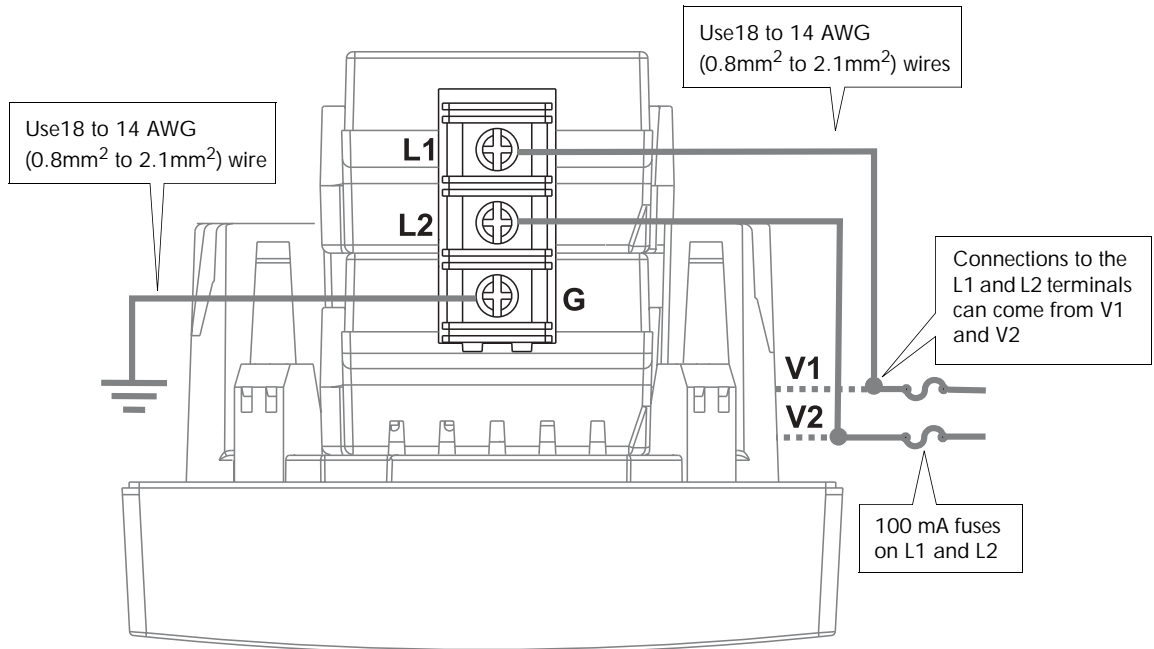 Use18 to 14 AWG
(0.8mm² to 2.1mm²) wires
Use18 to 14 AWG
(0.8mm² to 2.1mm²) wire
L1
L2
G
Connections to the
L1 and L2 terminals
can come from V1
and V2
V1
V2
100 mA fuses
on L1 and L2